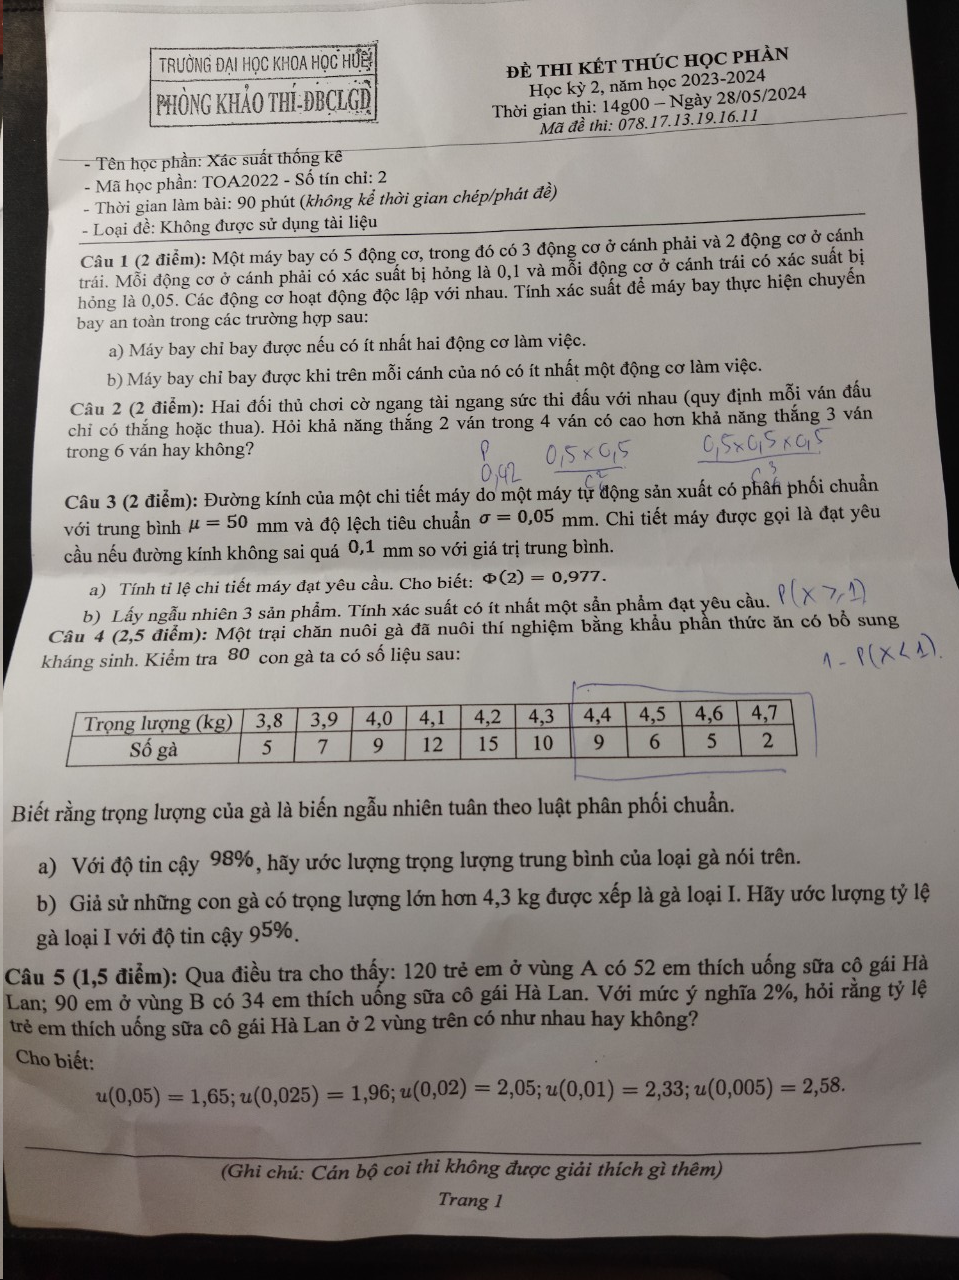 TRƯỜNG ĐẠI HỌC KHOA HỌC HUẾ
PHÒNG KHẢO THÍ-ĐBCLGD
ĐỀ THI KẾT THÚC HỌC PHẦN
Học kỳ 2, năm học 2023-2024
Thời gian thi: 14g00 – Ngày 28/05/2024
Mã đề thi: 078.17.13.19.16.11
- Tên học phần: Xác suất thống kê
- Mã học phần: TOA2022 - Số tín chỉ: 2
- Thời gian làm bài: 90 phút (không kể thời gian chép/phát đề)
- Loại đề: Không được sử dụng tài liệu
Câu 1 (2 điểm): Một máy bay có 5 động cơ, trong đó có 3 động cơ ở cánh phải và 2 động cơ ở cánh
trái. Mỗi động cơ ở cánh phải có xác suất bị hỏng là 0,1 và mỗi động cơ ở cánh trái có xác suất bị
hỏng là 0,05. Các động cơ hoạt động độc lập với nhau. Tính xác suất để máy bay thực hiện chuyến
bay an toàn trong các trường hợp sau:
a) Máy bay chỉ bay được nếu có ít nhất hai động cơ làm việc.
b) Máy bay chỉ bay được khi trên mỗi cánh của nó có ít nhất một động cơ làm việc.
Câu 2 (2 điểm): Hai đối thủ chơi cờ ngang tài ngang sức thi đấu với nhau (quy định mỗi ván đấu
chỉ có thắng hoặc thua). Hỏi khả năng thắng 2 ván trong 4 ván có cao hơn khả năng thắng 3 ván
trong 6 ván hay không?
P
0,42
0,5 x 0,5
0,5 x 0,5 x 0,5
Câu 3 (2 điểm): Đường kính của một chi tiết máy do một máy tự động sản xuất có phân phối chuẩn
với trung bình μ = 50 mm và độ lệch tiêu chuẩn σ = 0,05 mm. Chi tiết máy được gọi là đạt yêu
cầu nếu đường kính không sai quá 0,1 mm so với giá trị trung bình.
a) Tính tỉ lệ chi tiết máy đạt yêu cầu. Cho biết: Φ(2) = 0,977.
b) Lấy ngẫu nhiên 3 sản phẩm. Tính xác suất có ít nhất một sản phẩm đạt yêu cầu. P(X ≥ 1)
Câu 4 (2,5 điểm): Một trại chăn nuôi gà đã nuôi thí nghiệm bằng khẩu phần thức ăn có bổ sung
kháng sinh. Kiểm tra 80 con gà ta có số liệu sau:
1 - P(X < 1).
Trọng lượng (kg) 3,8 3,9 4,0 4,1 4,2 4,3 4,4 4,5 4,6 4,7
Số gà 5 7 9 12 15 10 9 6 5 2
Biết rằng trọng lượng của gà là biến ngẫu nhiên tuân theo luật phân phối chuẩn.
a) Với độ tin cậy 98%, hãy ước lượng trọng lượng trung bình của loại gà nói trên.
b) Giả sử những con gà có trọng lượng lớn hơn 4,3 kg được xếp là gà loại I. Hãy ước lượng tỷ lệ
gà loại I với độ tin cậy 95%.
Câu 5 (1,5 điểm): Qua điều tra cho thấy: 120 trẻ em ở vùng A có 52 em thích uống sữa cô gái Hà
Lan; 90 em ở vùng B có 34 em thích uống sữa cô gái Hà Lan. Với mức ý nghĩa 2%, hỏi rằng tỷ lệ
trẻ em thích uống sữa cô gái Hà Lan ở 2 vùng trên có như nhau hay không?
Cho biết:
u(0,05) = 1,65; u(0,025) = 1,96; u(0,02) = 2,05; u(0,01) = 2,33; u(0,005) = 2,58.
(Ghi chú: Cán bộ coi thi không được giải thích gì thêm)
Trang 1